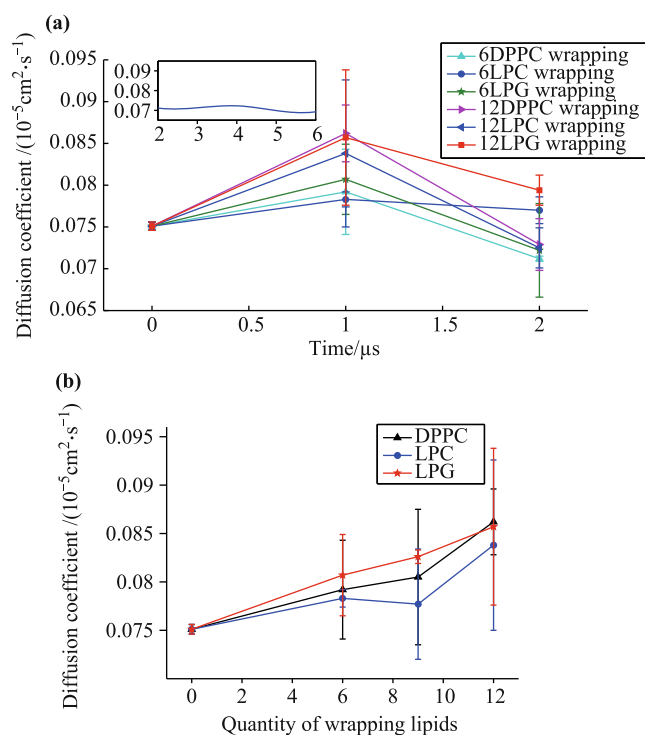 (a)
0.095
0.09
0.085
0.08
0.075
0.07
0.065
Diffusion coefficient /(10⁻⁵cm²·s⁻¹)
0.09
0.08
0.07
2 3 4 5 6
6DPPC wrapping
6LPC wrapping
6LPG wrapping
12DPPC wrapping
12LPC wrapping
12LPG wrapping
0 0.5 1 1.5 2
Time/μs
(b)
0.095
0.09
0.085
0.08
0.075
Diffusion coefficient /(10⁻⁵cm²·s⁻¹)
DPPC
LPC
LPG
0 2 4 6 8 10 12
Quantity of wrapping lipids